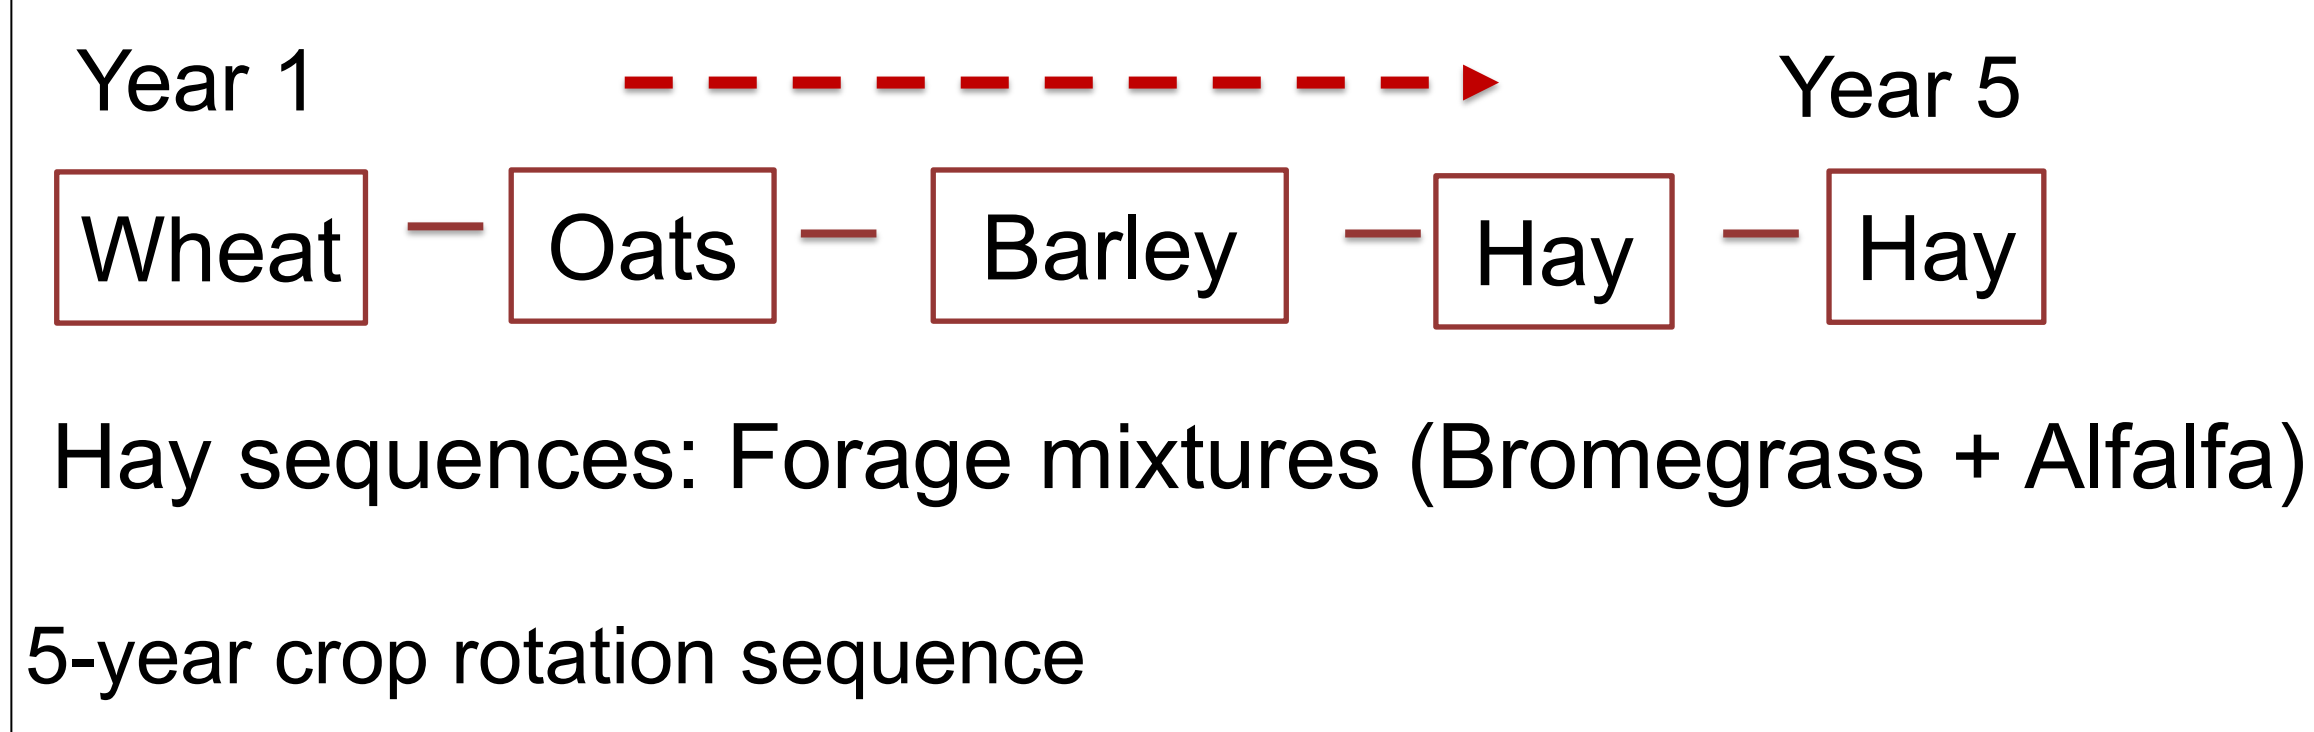 Year 1 Year 5
Wheat Oats Barley Hay Hay
Hay sequences: Forage mixtures (Bromegrass + Alfalfa)
5-year crop rotation sequence